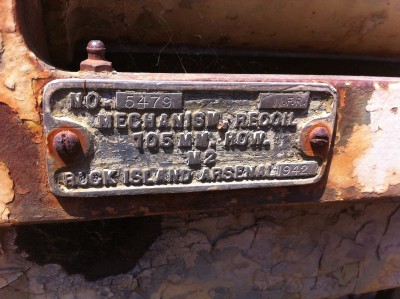 NO. 5479
MECHANISM, RECOIL
105 MM. HOW.
M2
ROCK ISLAND ARSENAL 1942